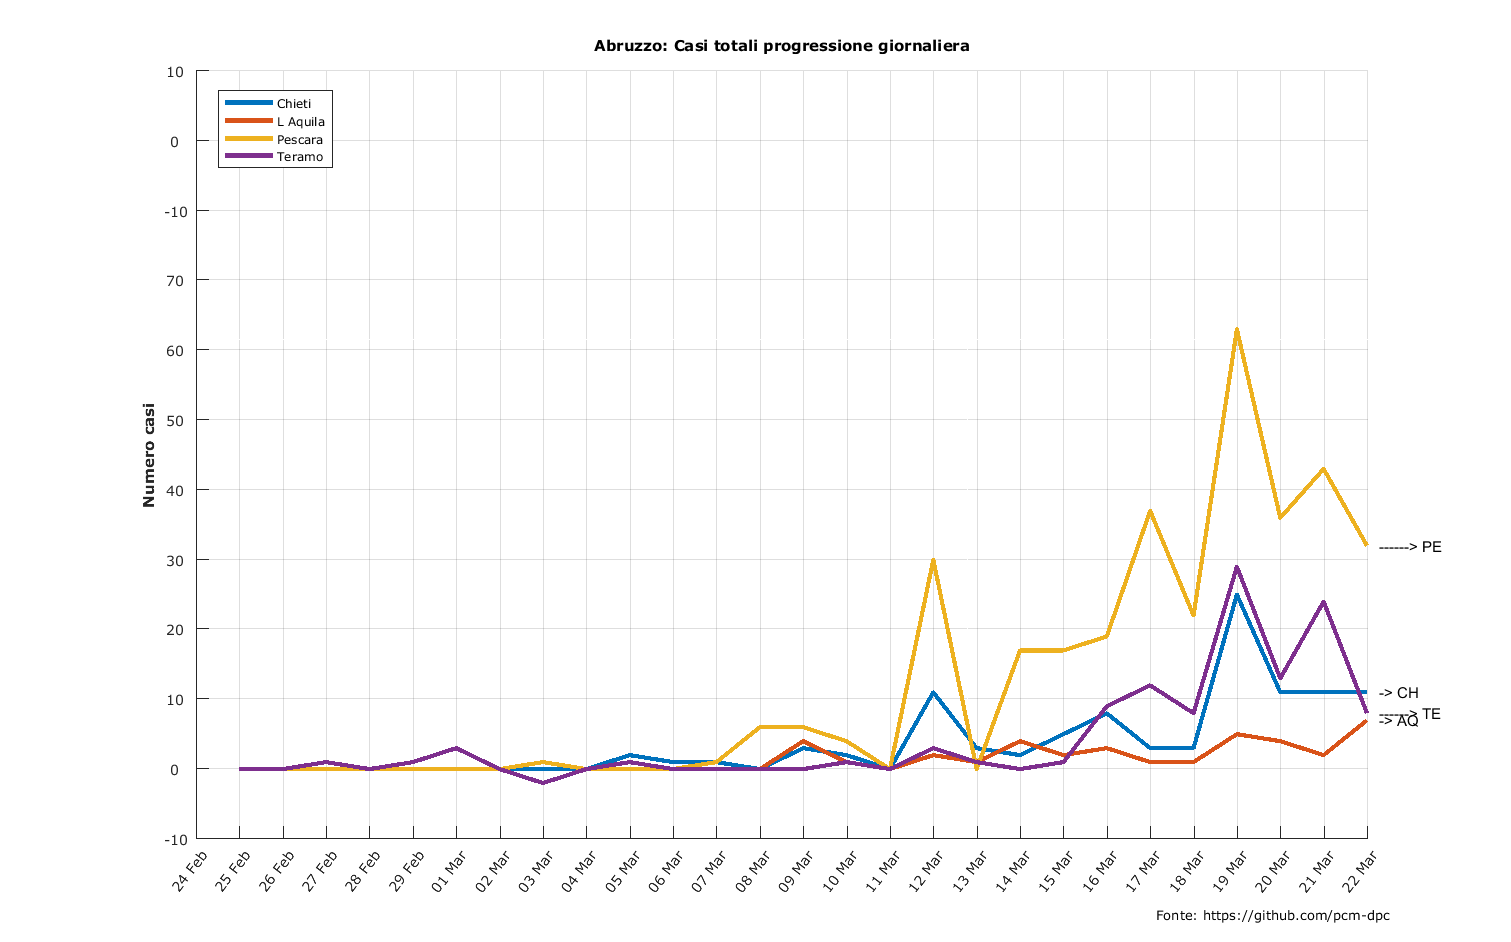 Abruzzo: Casi totali progressione giornaliera
10
0
-10
70
60
50
40
30
20
10
0
-10
Numero casi
Chieti
L Aquila
Pescara
Teramo
------> PE
-> CH
------> TE
-> AQ
24 Feb
25 Feb
26 Feb
27 Feb
28 Feb
29 Feb
01 Mar
02 Mar
03 Mar
04 Mar
05 Mar
06 Mar
07 Mar
08 Mar
09 Mar
10 Mar
11 Mar
12 Mar
13 Mar
14 Mar
15 Mar
16 Mar
17 Mar
18 Mar
19 Mar
20 Mar
21 Mar
22 Mar
Fonte: https://github.com/pcm-dpc